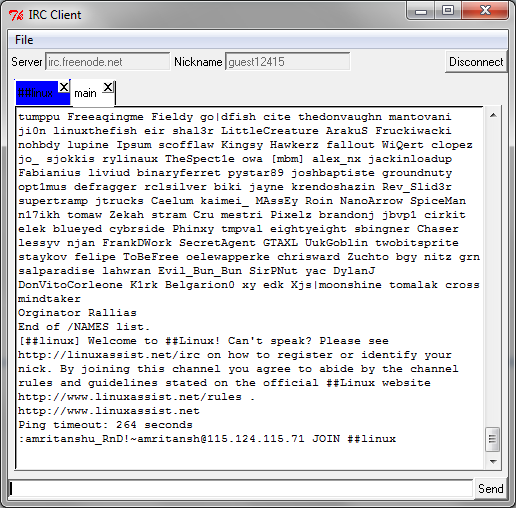 IRC Client
File
Server irc.freenode.net Nickname guest12415 Disconnect
##linux X main X
tumppu Freeaqingme Fieldy go|dfish cite thedonvaughn mantovani
ji0n linuxthefish eir shal3r LittleCreature ArakuS Fruckiwacki
nohbdy lupine Ipsum scofflaw Kingsy Hawkerz fallout WiQert clopez
jo_ sjokkis rylinaux TheSpect1e owa [mbm] alex_nx jackinloadup
Fabianius liviud binaryferret pystar89 joshbaptiste groundnuty
opt1mus defragger rclsilver biki jayne krendoshazin Rev_Slid3r
supertramp jtrucks Caelum kaimei_ MAssEy Roin NanoArrow SpiceMan
n17ikh tomaw Zekah stram Cru mestri Pixelz brandonj jbvp1 cirkit
elek blueyed cybrside Phinxy tmpval eightyeight sbingner Chaser
lessyv njan FrankDWork SecretAgent GTAXL UukGoblin twobitsprite
staykov felipe ToBeFree oelewapperke chrisward Zuchto bgy nitz grn
salparadise lahwran Evil_Bun_Bun SirPNut yac DylanJ
DonVitoCorleone K1rk Belgarion0 xy edk Xjs|moonshine tomalak cross
mindtaker
Orginator Rallias
End of /NAMES list.
[##linux] Welcome to ##Linux! Can't speak? Please see
http://linuxassist.net/irc on how to register or identify your
nick. By joining this channel you agree to abide by the channel
rules and guidelines stated on the official ##Linux website
http://www.linuxassist.net/rules .
http://www.linuxassist.net
Ping timeout: 264 seconds
:amritanshu_RnD!~amritansh@115.124.115.71 JOIN ##linux
Send